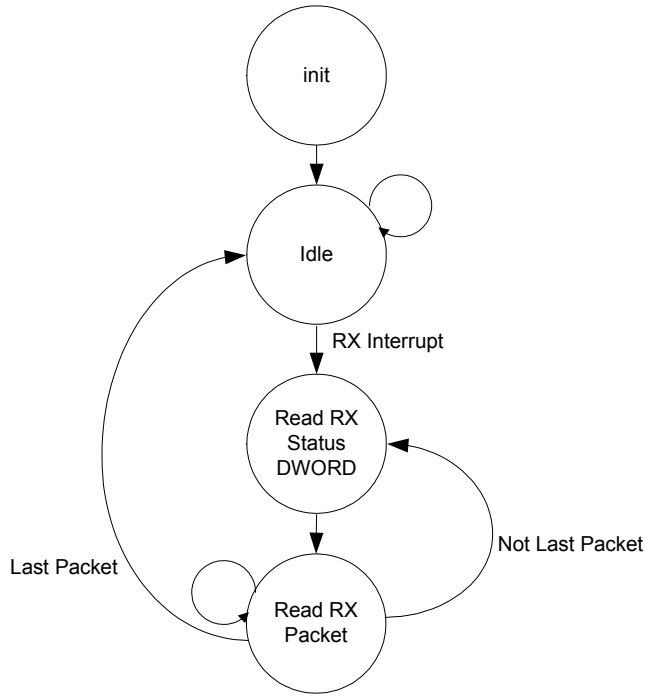 init
Idle
RX Interrupt
Read RX
Status
DWORD
Not Last Packet
Last Packet
Read RX
Packet